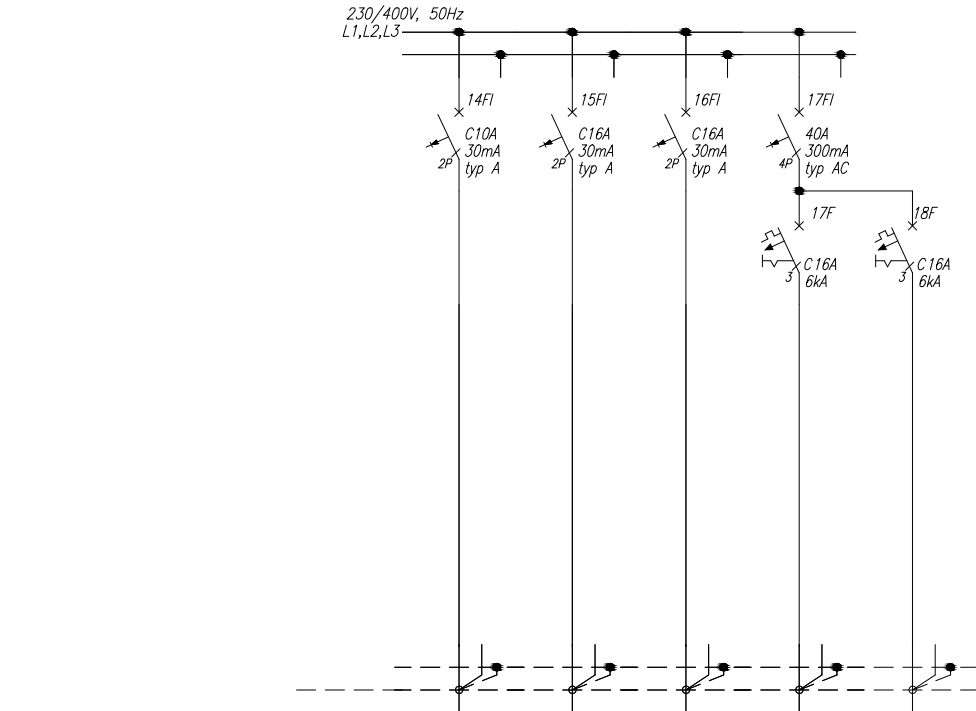 230/400V, 50Hz
L1,L2,L3
14FI
C10A
30mA
typ A
2P
15FI
C16A
30mA
typ A
2P
16FI
C16A
30mA
typ A
2P
17FI
40A
300mA
typ AC
4P
17F
C16A
6kA
3
18F
C16A
6kA
3